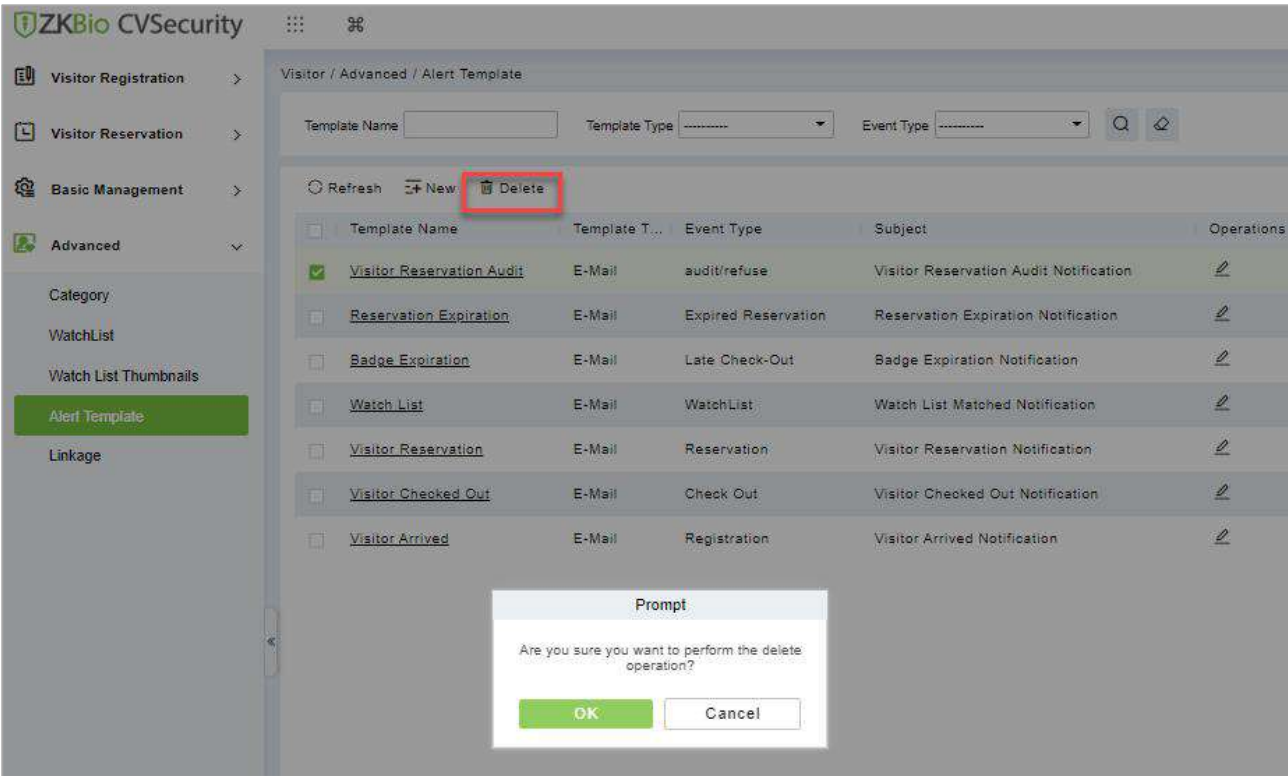 ZKBio CVSecurity
Visitor Registration
Visitor Reservation
Basic Management
Advanced
Category
WatchList
Watch List Thumbnails
Alert Template
Linkage
Visitor / Advanced / Alert Template
Template Name Template Type ---------- Event Type ----------
Refresh New Delete
Template Name Template T... Event Type Subject Operations
Visitor Reservation Audit E-Mail audit/refuse Visitor Reservation Audit Notification
Reservation Expiration E-Mail Expired Reservation Reservation Expiration Notification
Badge Expiration E-Mail Late Check-Out Badge Expiration Notification
Watch List E-Mail WatchList Watch List Matched Notification
Visitor Reservation E-Mail Reservation Visitor Reservation Notification
Visitor Checked Out E-Mail Check Out Visitor Checked Out Notification
Visitor Arrived E-Mail Registration Visitor Arrived Notification
Prompt
Are you sure you want to perform the delete
operation?
OK Cancel